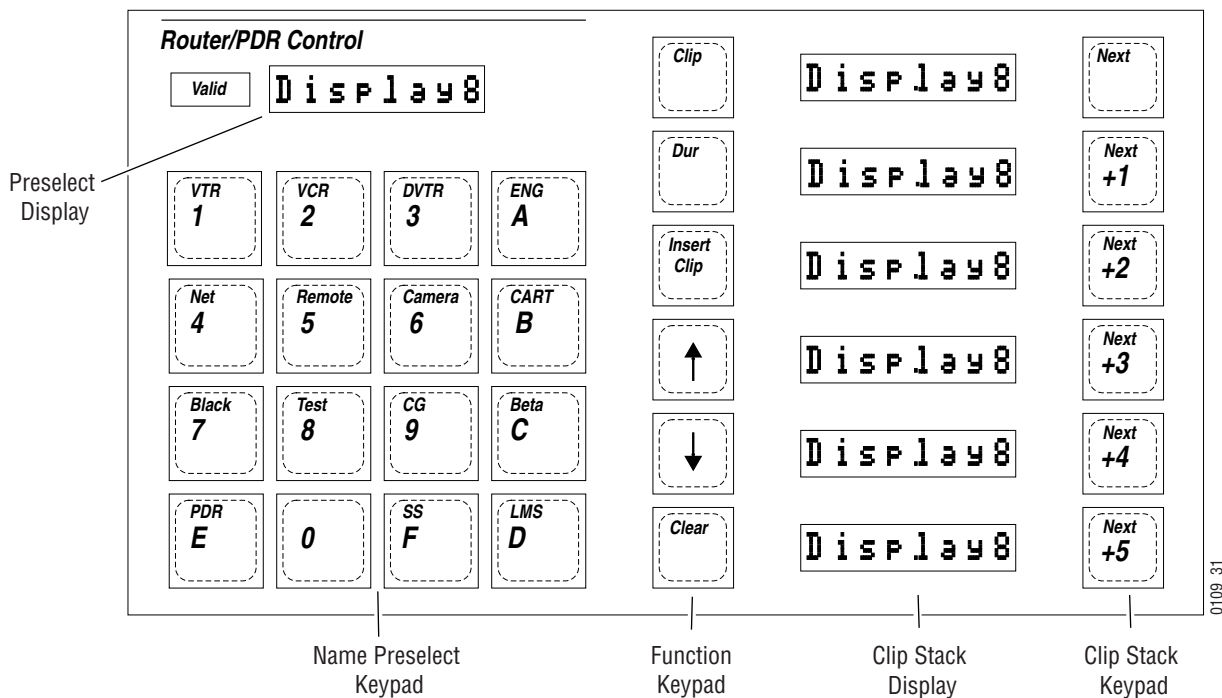 Router/PDR Control
Valid
Display8
Preselect
Display
VTR
1
VCR
2
DVTR
3
ENG
A
Net
4
Remote
5
Camera
6
CART
B
Black
7
Test
8
CG
9
Beta
C
PDR
E
0
SS
F
LMS
D
Clip
Dur
Insert
Clip
↑
↓
Clear
Display8
Display8
Display8
Display8
Display8
Display8
Next
Next
+1
Next
+2
Next
+3
Next
+4
Next
+5
Name Preselect
Keypad
Function
Keypad
Clip Stack
Display
Clip Stack
Keypad
0109_31